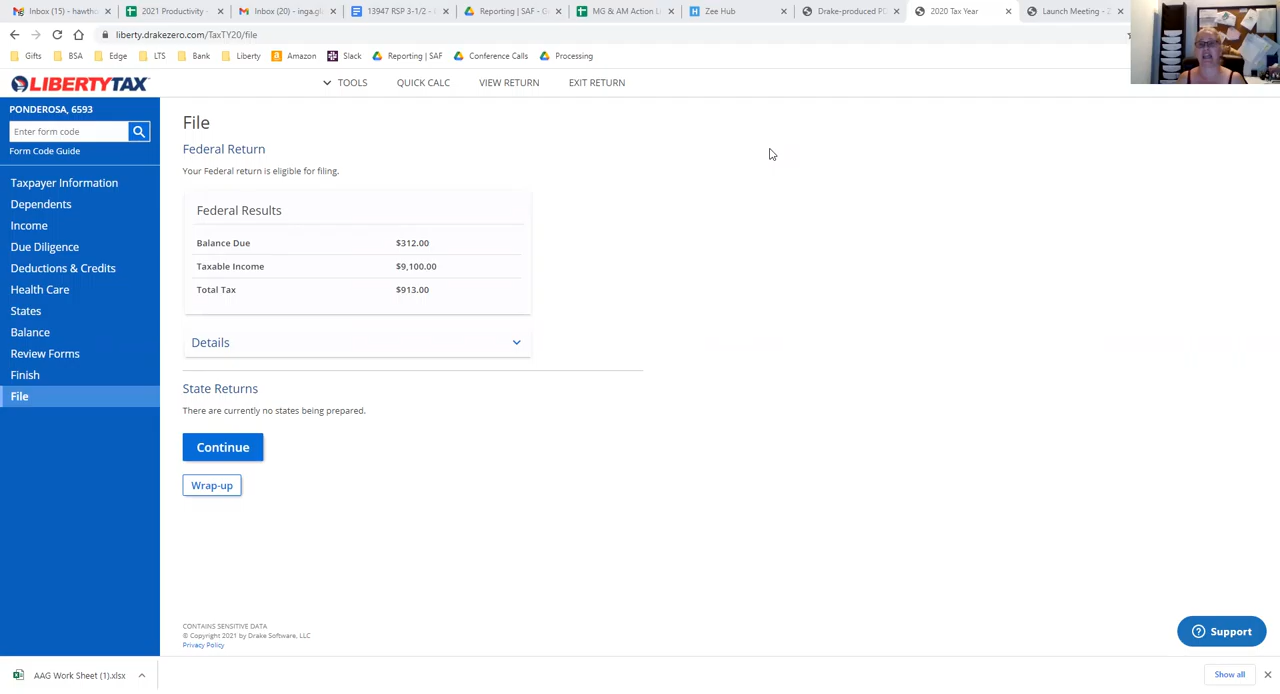 Inbox (15) - hawtho
2021 Productivity
Inbox (20) - inga.gl
13947 RSP 3-1/2 -
Reporting | SAF - G
MG & AM Action L
Zee Hub
Drake-produced P
2020 Tax Year
Launch Meeting - Z
liberty.drakezero.com/TaxTY20/file
Gifts BSA Edge LTS Bank Liberty Amazon Slack Reporting | SAF Conference Calls Processing
LIBERTYTAX
TOOLS QUICK CALC VIEW RETURN EXIT RETURN
PONDEROSA, 6593
Enter form code
Form Code Guide
Taxpayer Information
Dependents
Income
Due Diligence
Deductions & Credits
Health Care
States
Balance
Review Forms
Finish
File
File
Federal Return
Your Federal return is eligible for filing.
Federal Results
Balance Due $312.00
Taxable Income $9,100.00
Total Tax $913.00
Details
State Returns
There are currently no states being prepared.
Continue
Wrap-up
CONTAINS SENSITIVE DATA
© Copyright 2021 by Drake Software, LLC
Privacy Policy
Support
AAG Work Sheet (1).xlsx
Show all